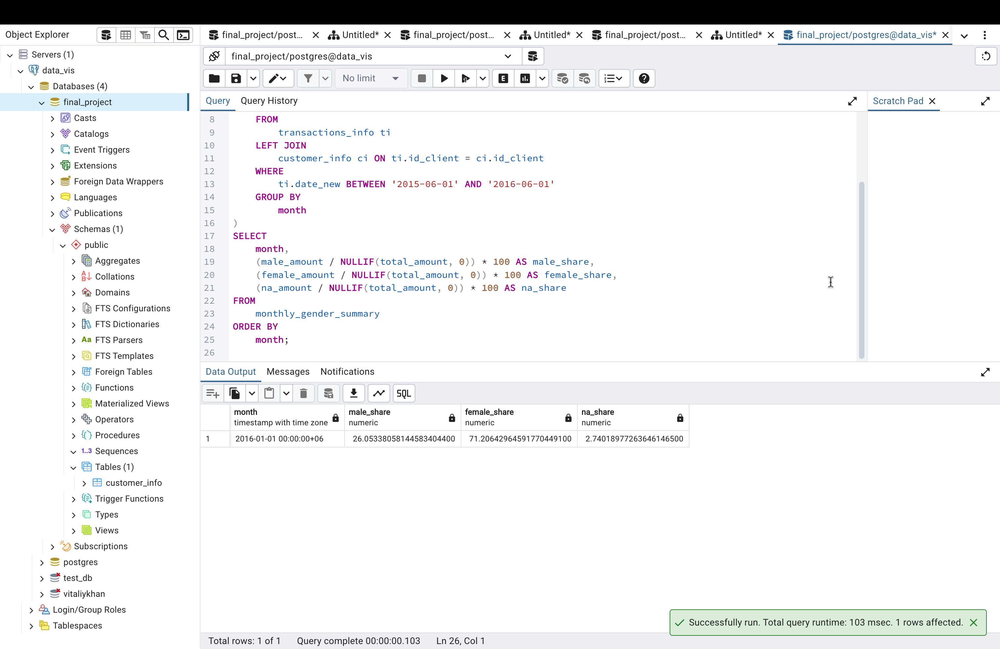 Object Explorer
final_project/post...
Untitled*
final_project/post...
Untitled*
final_project/post...
Untitled*
final_project/postgres@data_vis*
Servers (1)
data_vis
Databases (4)
final_project
Casts
Catalogs
Event Triggers
Extensions
Foreign Data Wrappers
Languages
Publications
Schemas (1)
public
Aggregates
Collations
Domains
FTS Configurations
FTS Dictionaries
Aa FTS Parsers
FTS Templates
Foreign Tables
Functions
Materialized Views
Operators
Procedures
1..3 Sequences
Tables (1)
customer_info
Trigger Functions
Types
Views
Subscriptions
postgres
test_db
vitaliykhan
Login/Group Roles
Tablespaces
final_project/postgres@data_vis
No limit
E
Query
Query History
Scratch Pad
8 FROM
9 transactions_info ti
10 LEFT JOIN
11 customer_info ci ON ti.id_client = ci.id_client
12 WHERE
13 ti.date_new BETWEEN '2015-06-01' AND '2016-06-01'
14 GROUP BY
15 month
16 )
17 SELECT
18 month,
19 (male_amount / NULLIF(total_amount, 0)) * 100 AS male_share,
20 (female_amount / NULLIF(total_amount, 0)) * 100 AS female_share,
21 (na_amount / NULLIF(total_amount, 0)) * 100 AS na_share
22 FROM
23 monthly_gender_summary
24 ORDER BY
25 month;
26
Data Output
Messages
Notifications
SQL
month
timestamp with time zone
male_share
numeric
female_share
numeric
na_share
numeric
1 2016-01-01 00:00:00+06 26.05338058144583404400 71.20642964591770449100 2.74018977263646146500
Successfully run. Total query runtime: 103 msec. 1 rows affected.
Total rows: 1 of 1
Query complete 00:00:00.103
Ln 26, Col 1